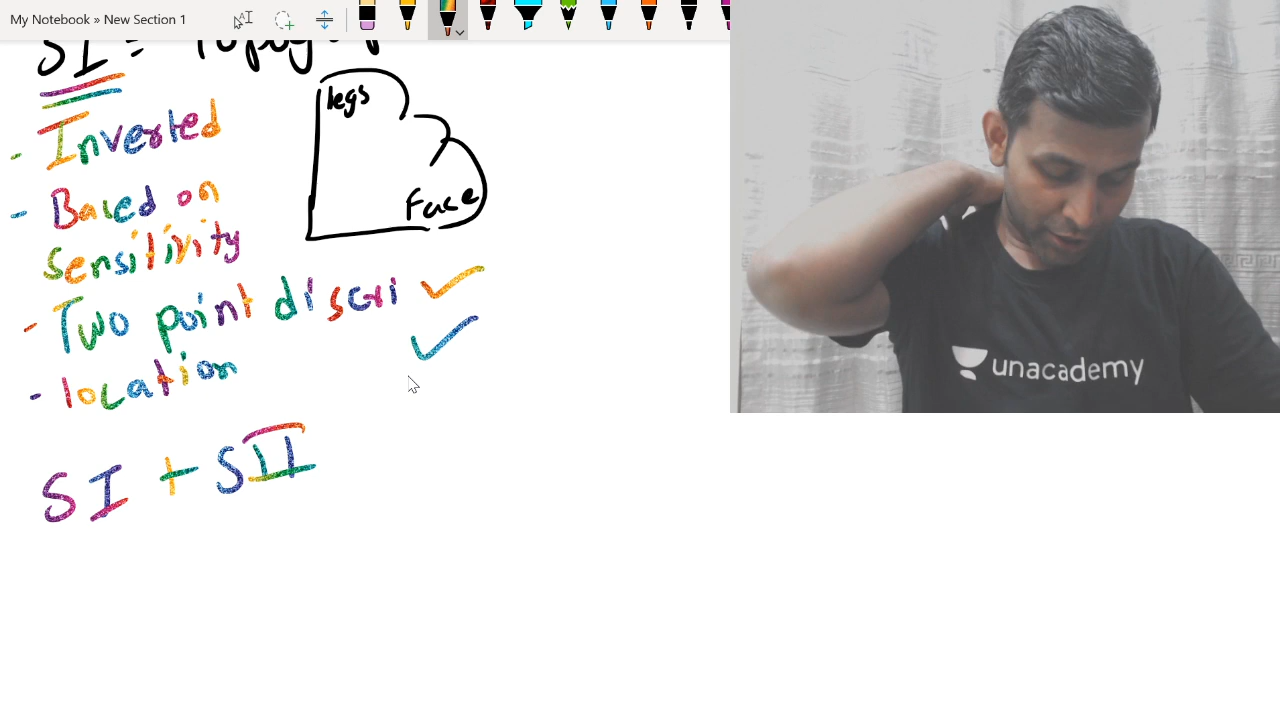 My Notebook » New Section 1
SI =
legs
- Inverted
- Based on
sensitivity
Face
- Two point discri ✓
- location ✓
SI + SII
unacademy